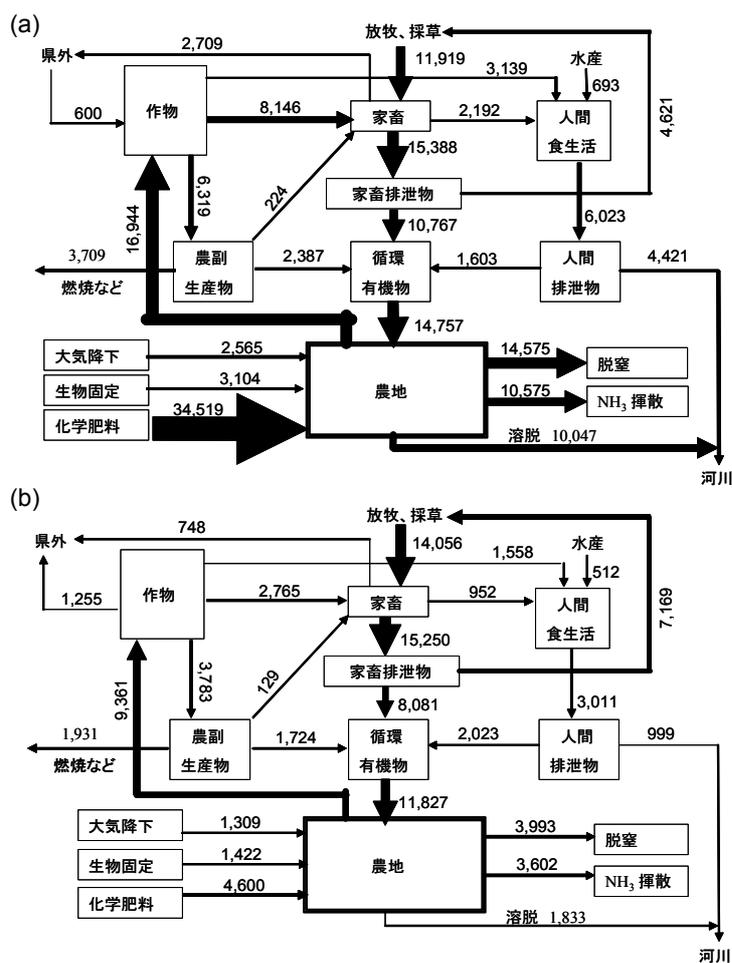 (a)
放牧、採草
県外
2,709
11,919
水産
3,139
693
作物
600
8,146
家畜
2,192
人間
食生活
4,621
15,388
6,319
224
家畜排泄物
16,944
10,767
6,023
3,709
燃焼など
農副
生産物
2,387
循環
有機物
1,603
人間
排泄物
4,421
14,757
大気降下
2,565
生物固定
3,104
化学肥料
34,519
農地
14,575
脱窒
10,575
NH3 揮散
溶脱 10,047
河川
(b)
放牧、採草
748
県外
14,056
水産
1,558
512
作物
1,255
2,765
家畜
952
人間
食生活
7,169
15,250
3,783
129
家畜排泄物
9,361
8,081
3,011
1,931
燃焼など
農副
生産物
1,724
循環
有機物
2,023
人間
排泄物
999
11,827
大気降下
1,309
生物固定
1,422
化学肥料
4,600
農地
3,993
脱窒
3,602
NH3 揮散
溶脱 1,833
河川